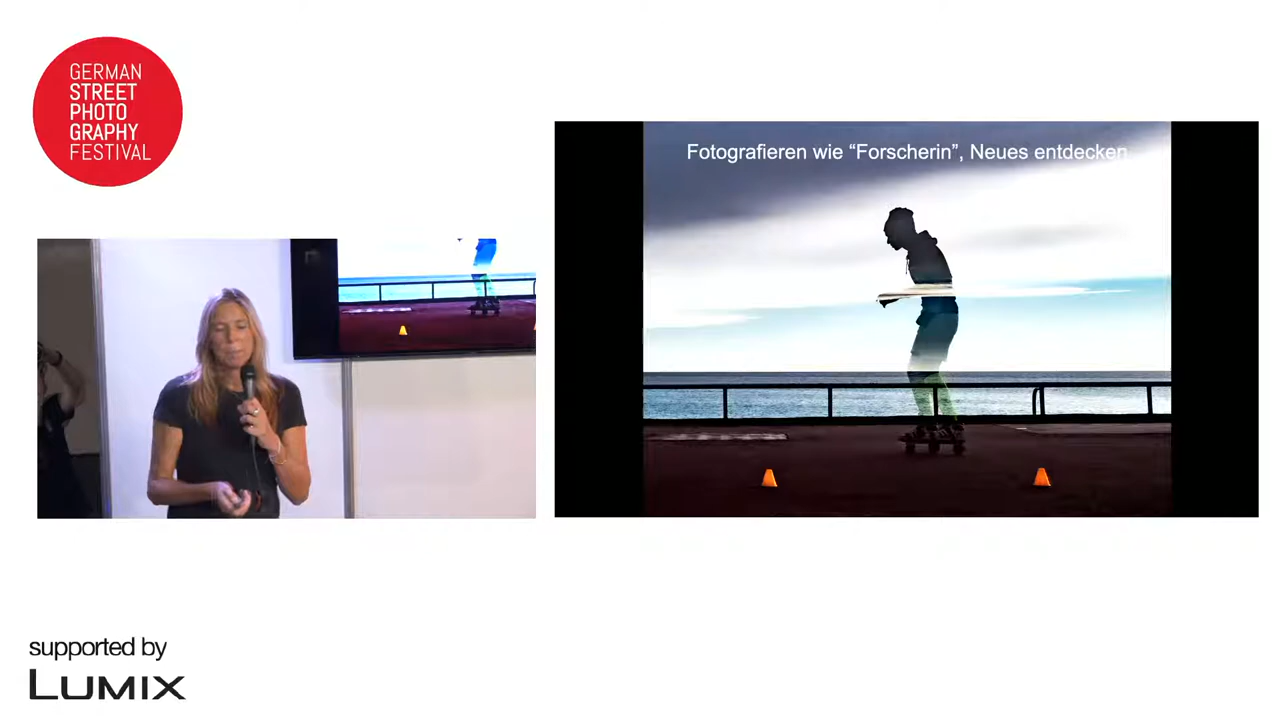 GERMAN
STREET
PHOTO
GRAPHY
FESTIVAL
Fotografieren wie “Forscherin”, Neues entdecken
supported by
LUMIX